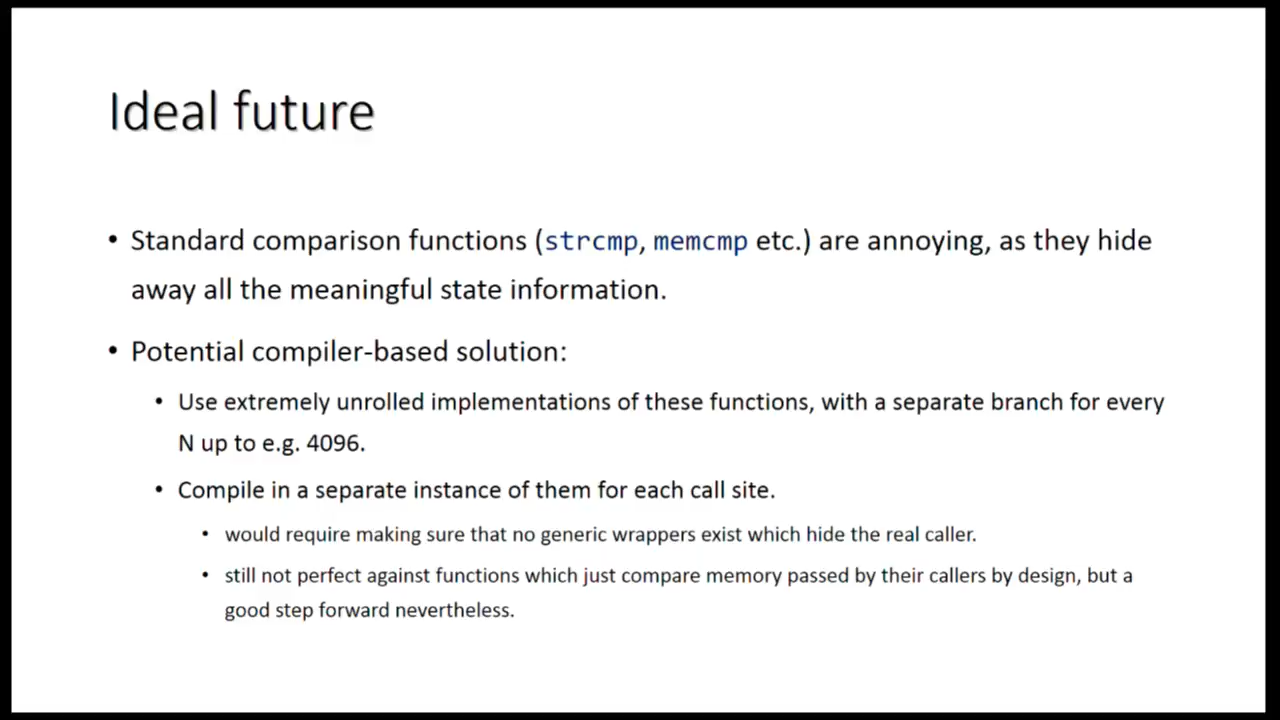 Ideal future
• Standard comparison functions (strcmp, memcmp etc.) are annoying, as they hide
away all the meaningful state information.
• Potential compiler-based solution:
• Use extremely unrolled implementations of these functions, with a separate branch for every
N up to e.g. 4096.
• Compile in a separate instance of them for each call site.
• would require making sure that no generic wrappers exist which hide the real caller.
• still not perfect against functions which just compare memory passed by their callers by design, but a
good step forward nevertheless.